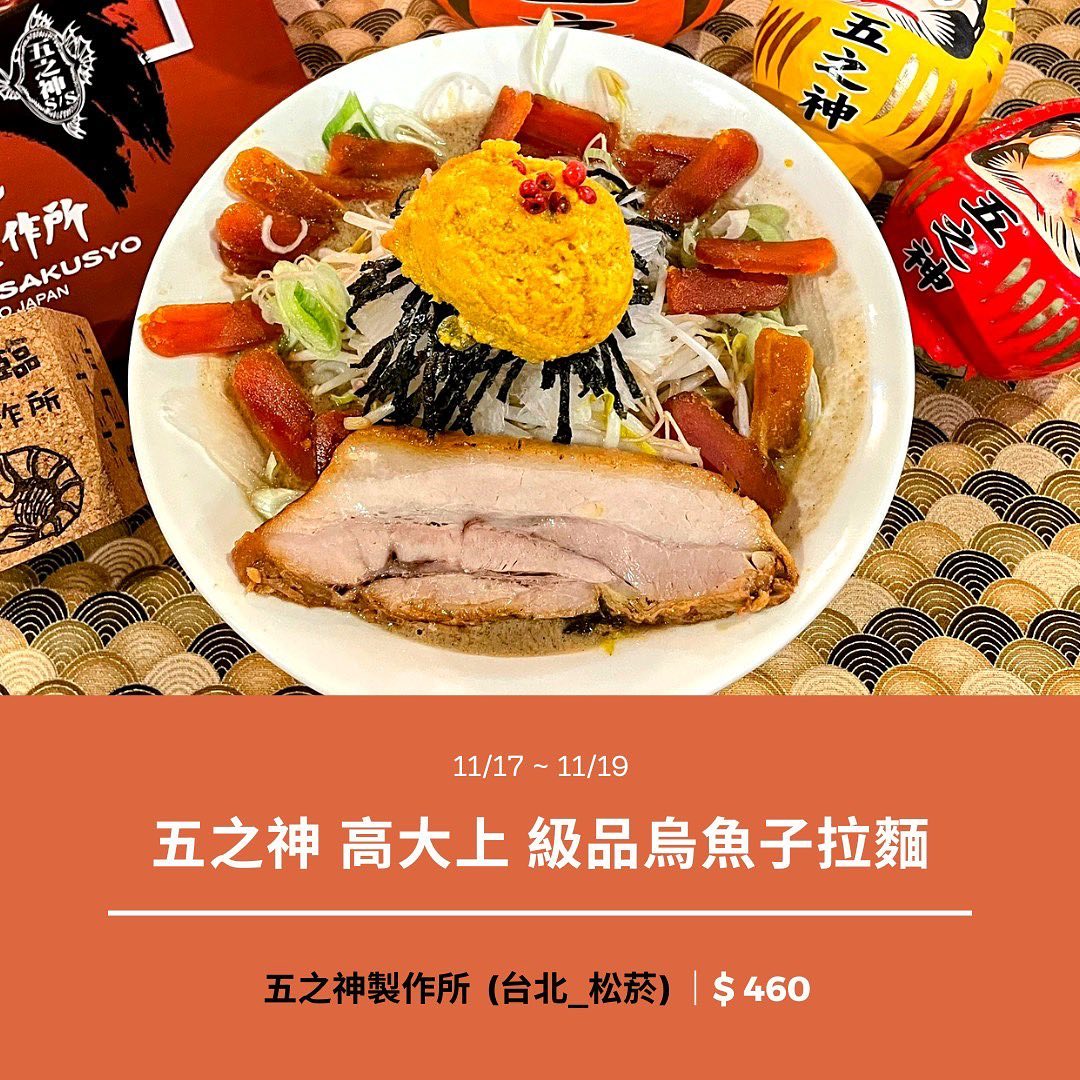 五之神
S/S
作所
SAKUSYO
O,JAPAN
作所
五之神
五之神
11/17 ~ 11/19
五之神 高大上 級品烏魚子拉麵
五之神製作所 (台北_松菸)｜$ 460